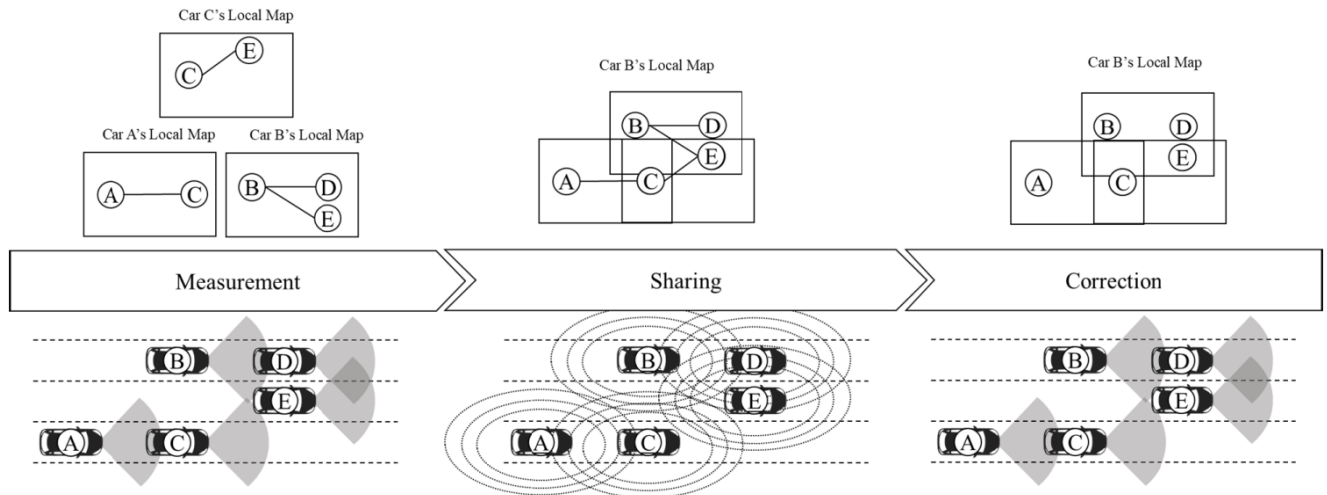 Car C's Local Map
E
C
Car A's Local Map
Car B's Local Map
A
C
B
D
E
Car B's Local Map
B
D
E
A
C
Car B's Local Map
B
D
E
A
C
Measurement
Sharing
Correction
B
D
E
A
C
B
D
E
A
C
B
D
E
A
C